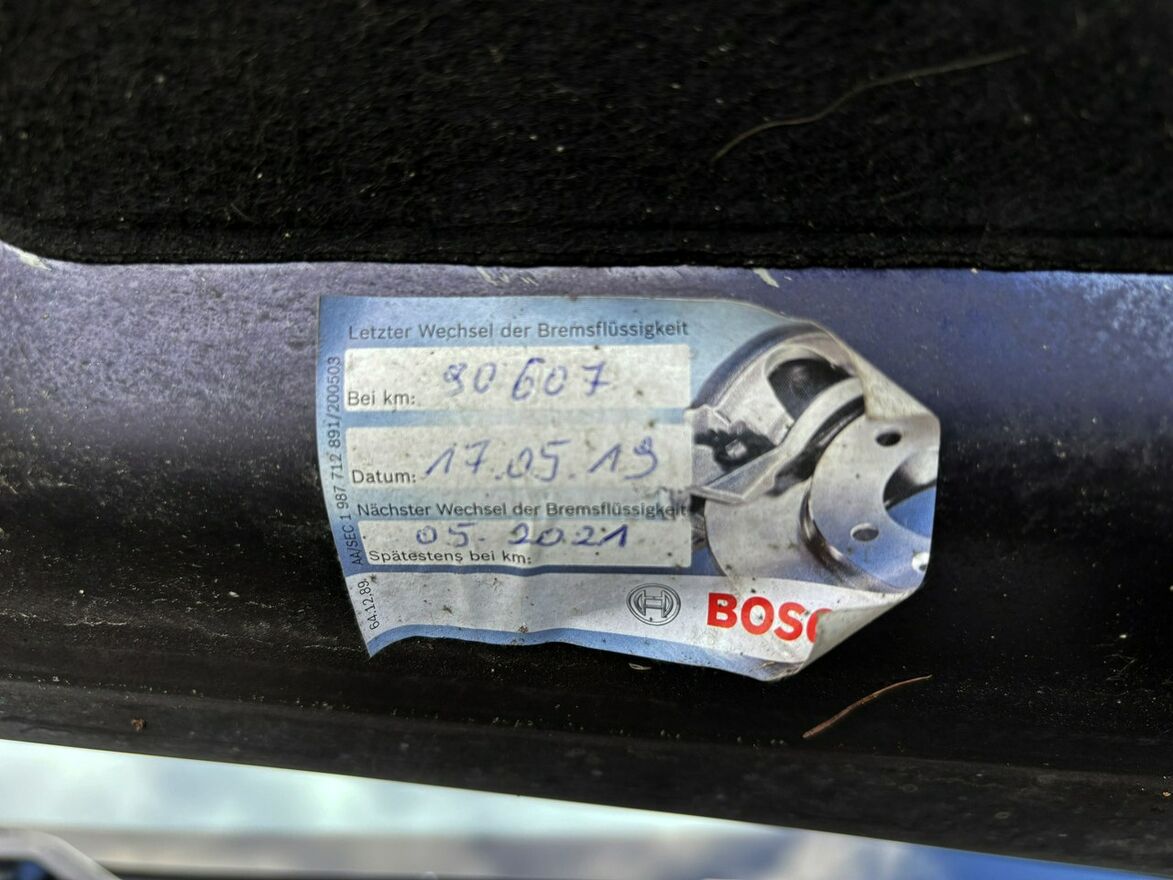 Letzter Wechsel der Bremsflüssigkeit
Bei km: 90 607
Datum: 17.05.19
Nächster Wechsel der Bremsflüssigkeit
05. 2021
Spätestens bei km:
BOSC
AA/SEC 1 987 712 891/200503
64.12.89